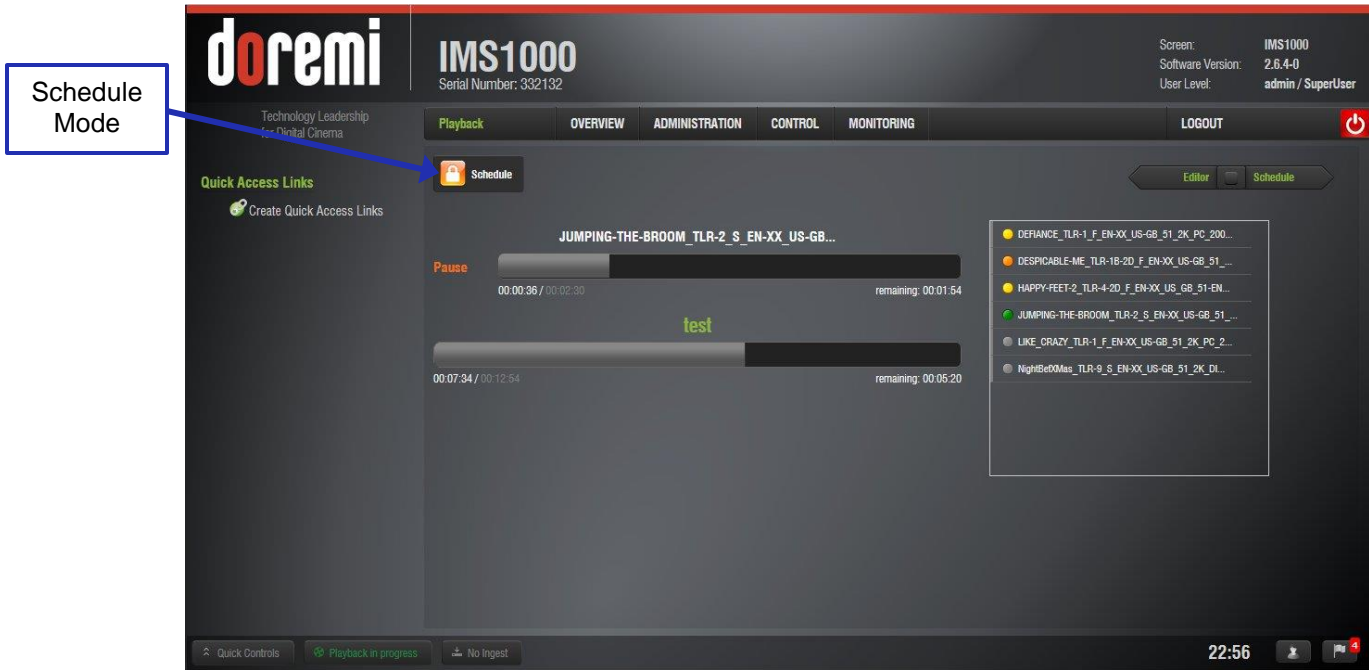 Schedule
Mode
doremi
IMS1000
Serial Number: 332132
Screen: IMS1000
Software Version: 2.6.4-0
User Level: admin / SuperUser
Technology Leadership
for Digital Cinema
Playback OVERVIEW ADMINISTRATION CONTROL MONITORING LOGOUT
Schedule
Editor Schedule
Quick Access Links
Create Quick Access Links
JUMPING-THE-BROOM_TLR-2_S_EN-XX_US-GB...
Pause
00:00:36 / 00:02:30 remaining: 00:01:54
test
00:07:34 / 00:12:54 remaining: 00:05:20
DEFIANCE_TLR-1_F_EN-XX_US-GB_51_2K_PC_200...
DESPICABLE-ME_TLR-1B-2D_F_EN-XX_US-GB_51_...
HAPPY-FEET-2_TLR-4-2D_F_EN-XX_US_GB_51-EN...
JUMPING-THE-BROOM_TLR-2_S_EN-XX_US-GB_51_...
LIKE_CRAZY_TLR-1_F_EN-XX_US-GB_51_2K_PC_2...
NightBefXMas_TLR-9_S_EN-XX_US-GB_51_2K_DI...
Quick Controls Playback in progress No Ingest 22:56 4